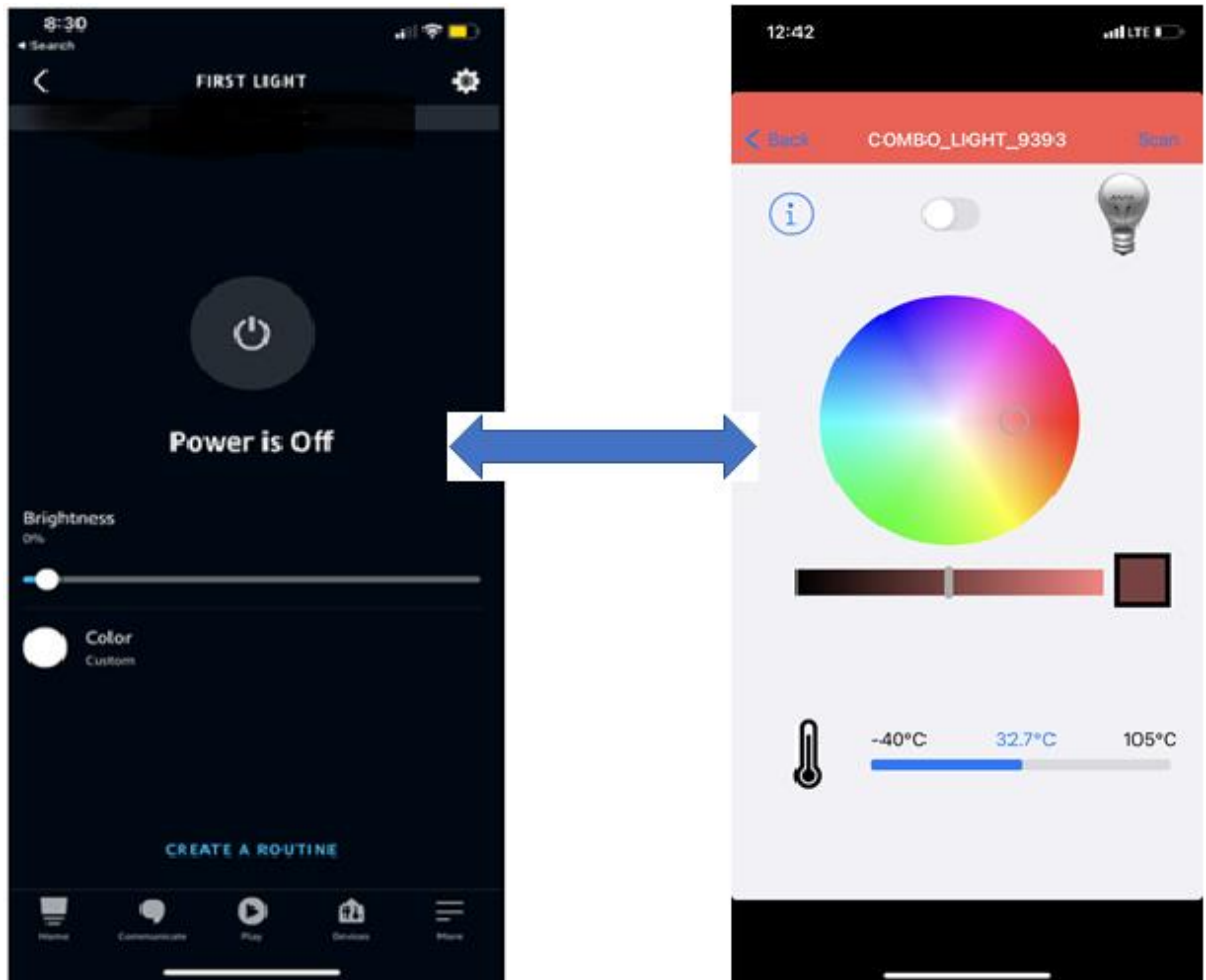 8:30
◂ Search
FIRST LIGHT
Power is Off
Brightness
0%
Color
Custom
CREATE A ROUTINE
Home Communicate Play Devices More
12:42
LTE
Back COMBO_LIGHT_9393 Scan
i
-40°C 32.7°C 105°C